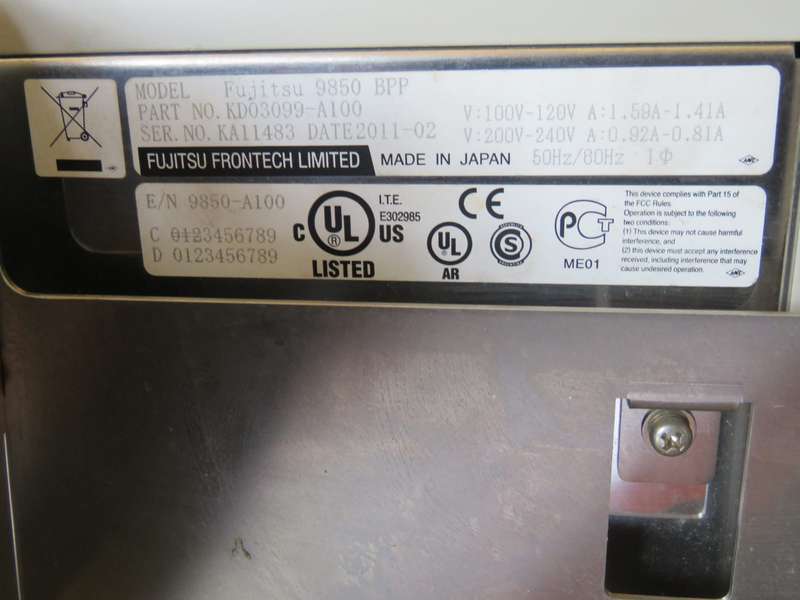 MODEL Fujitsu 9850 BPP
PART NO. KD03099-A100 V:100V-120V A:1.59A-1.41A
SER.NO. KA11483 DATE2011-02 V:200V-240V A:0.92A-0.81A
FUJITSU FRONTECH LIMITED MADE IN JAPAN 50Hz/60Hz 1Φ
E/N 9850-A100
C 0123456789
D 0123456789
C UL US
®
LISTED
I.T.E.
E302985
CE
UL
®
AR
S
PCT
ME01
This device complies with Part 15 of
the FCC Rules.
Operation is subject to the following
two conditions:
(1) This device may not cause harmful
interference, and
(2) this device must accept any interference
received, including interference that may
cause undesired operation.